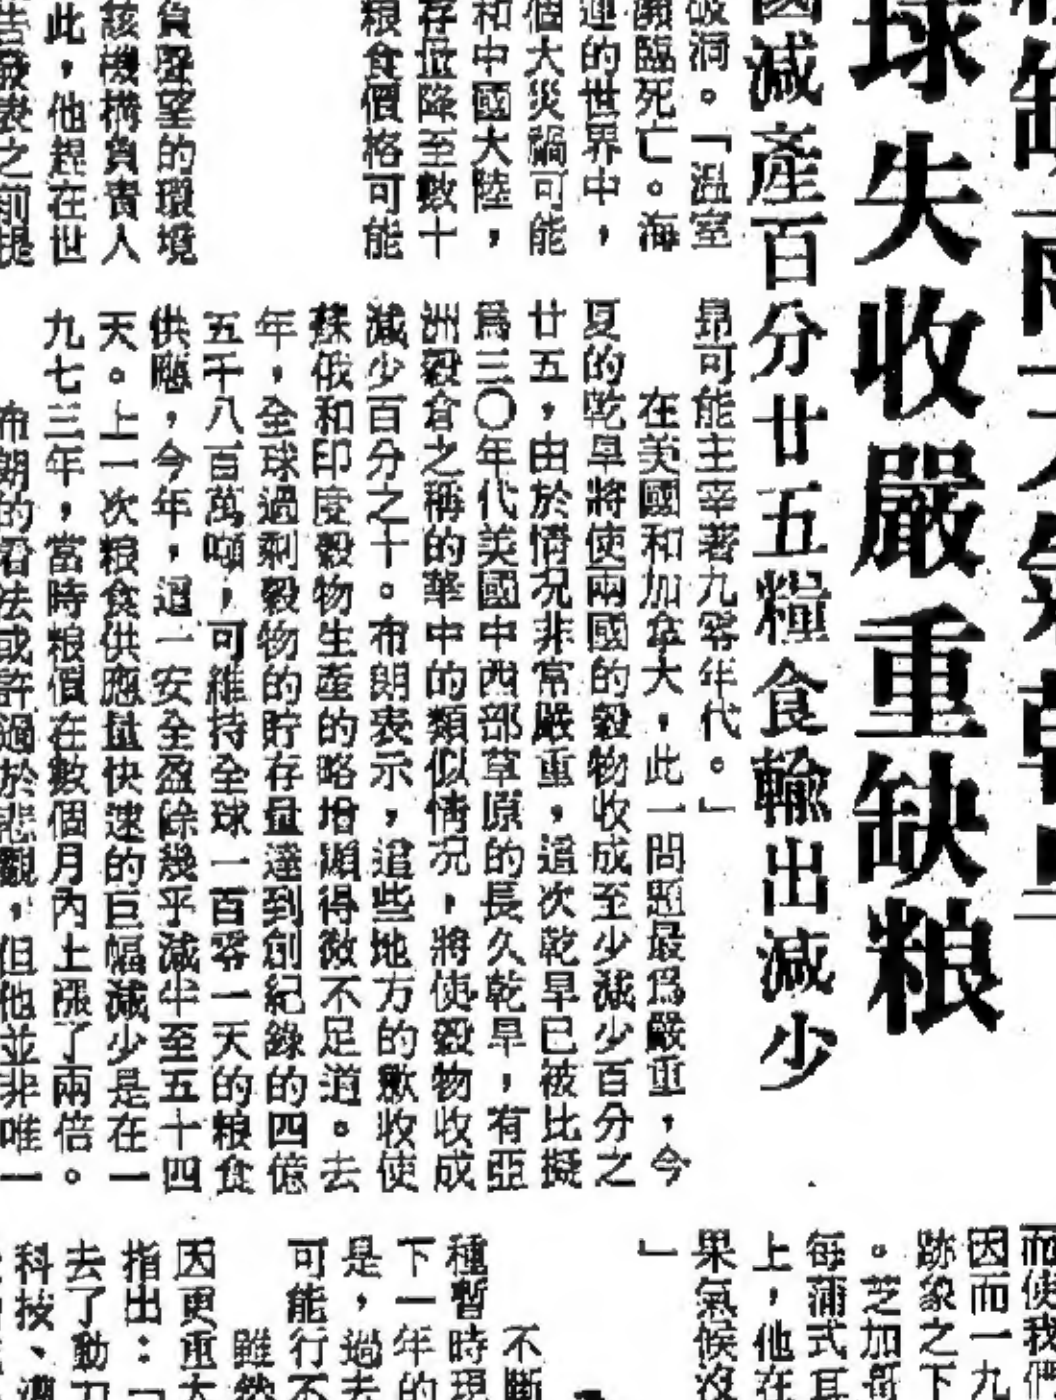 球失收嚴重缺粮
減產百分廿五糧食輸出減少
破洞。「溫室
瀕臨死亡。海
的世界中，
個大災禍可能
和中國大陸，
存量降至數十
粮食價格可能
負聲望的環境
該機構負責人
此，他趕在世
告發表之前提
昻可能主宰著九零年代。」
在美國和加拿大，此一問題最爲嚴重，今
夏的乾旱將使兩國的穀物收成至少減少百分之
廿五，由於情况非常嚴重，這次乾旱已被比擬
爲三〇年代美國中西部草原的長久乾旱，有亞
洲穀倉之稱的華中的類似情况，將使穀物收成
減少百分之十。布朗表示，這些地方的歉收使
蘇俄和印度穀物生產的略增顯得微不足道。去
年，全球過剩穀物的貯存量達到創紀錄的四億
五千八百萬噸，可維持全球一百零一天的粮食
供應，今年，這一安全盈餘幾乎減半至五十四
天。上一次粮食供應量快速的巨幅減少是在一
九七三年，當時粮價在數個月內上漲了兩倍。
布朗的看法或許過於悲觀，但他並非唯一
而使我們
因而一九
跡象之下
。芝加哥
每蒲式耳
上，他在
果氣候沒
」
不斷
種暫時現
下一年的
是，過去
可能行不
雖然
因更重大
指出：「
去了動力
科技、